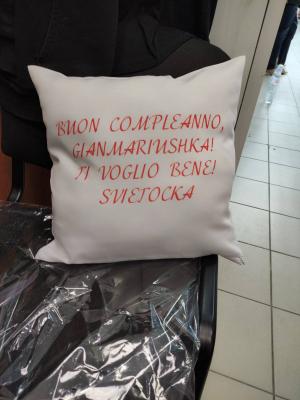 BUON COMPLEANNO,
GIANMARIUSHKA!
TI VOGLIO BENE!
SVETOCKA